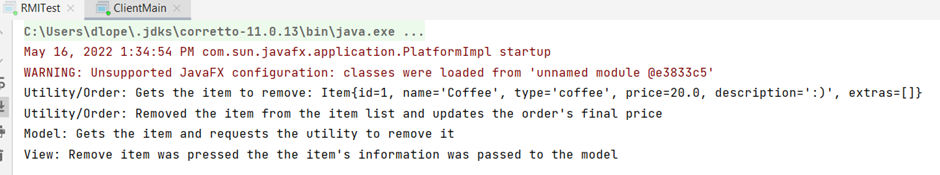 RMITest × ClientMain ×
C:\Users\dlope\.jdks\corretto-11.0.13\bin\java.exe ...
May 16, 2022 1:34:54 PM com.sun.javafx.application.PlatformImpl startup
WARNING: Unsupported JavaFX configuration: classes were loaded from 'unnamed module @e3833c5'
Utility/Order: Gets the item to remove: Item{id=1, name='Coffee', type='coffee', price=20.0, description=':)', extras=[]}
Utility/Order: Removed the item from the item list and updates the order's final price
Model: Gets the item and requests the utility to remove it
View: Remove item was pressed the the item's information was passed to the model